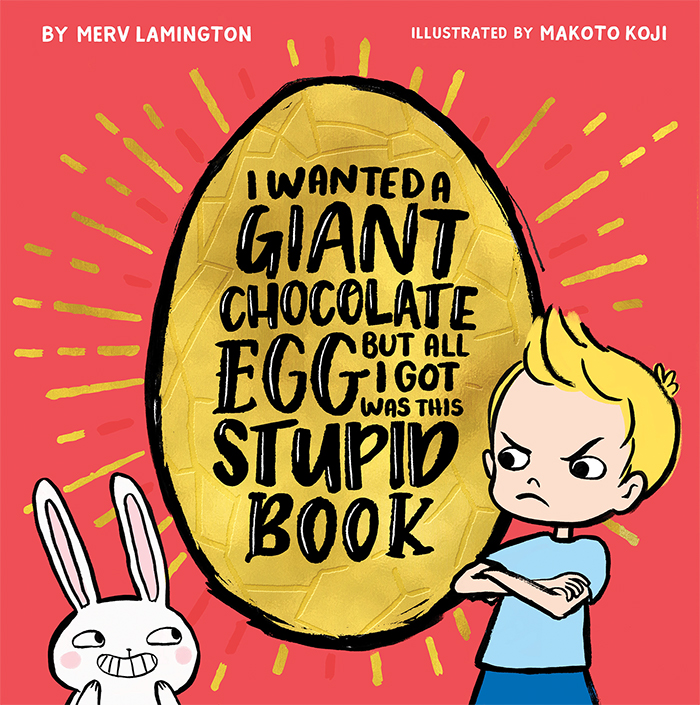 BY MERV LAMINGTON
ILLUSTRATED BY MAKOTO KOJI
I WANTED A
GIANT
CHOCOLATE
EGG BUT ALL
I GOT
WAS THIS
STUPID
BOOK